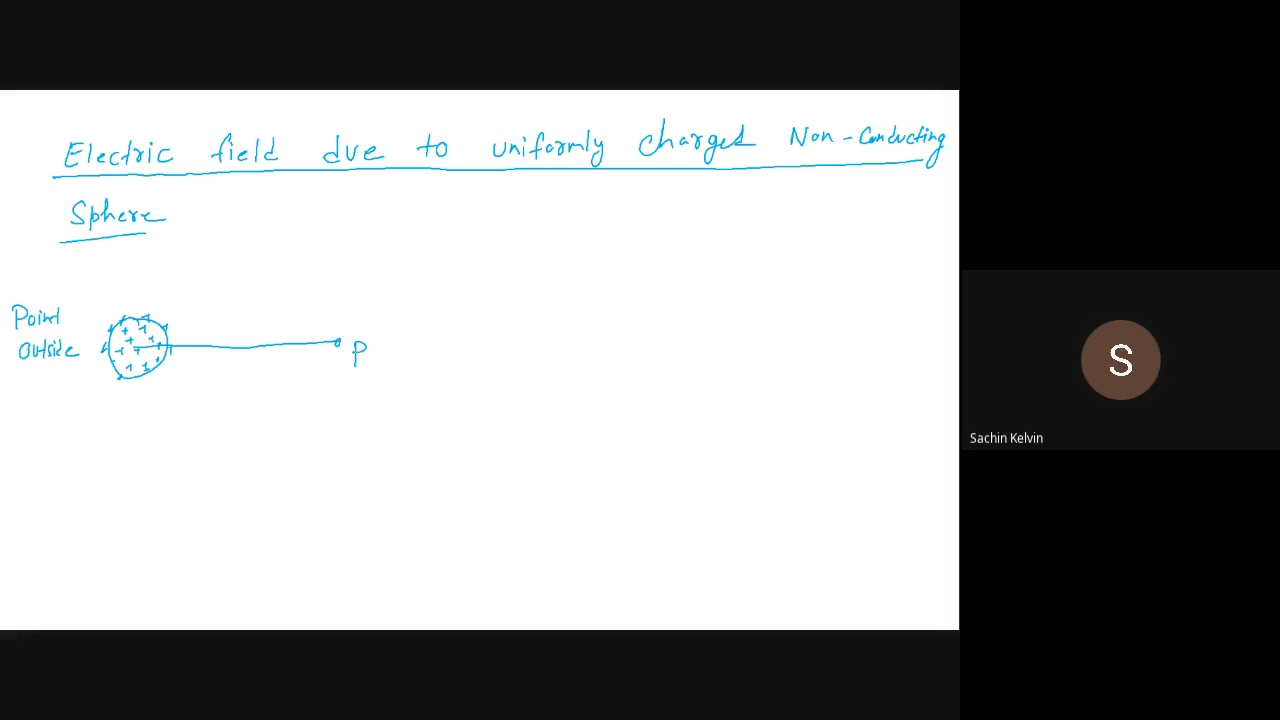 Electric field due to uniformly charged Non-Conducting
Sphere
Point
outside
P
S
Sachin Kelvin